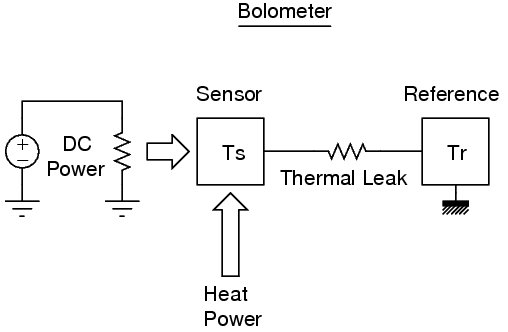 Bolometer
Sensor
Reference
DC
Power
+
−
Ts
Tr
Thermal Leak
Heat
Power